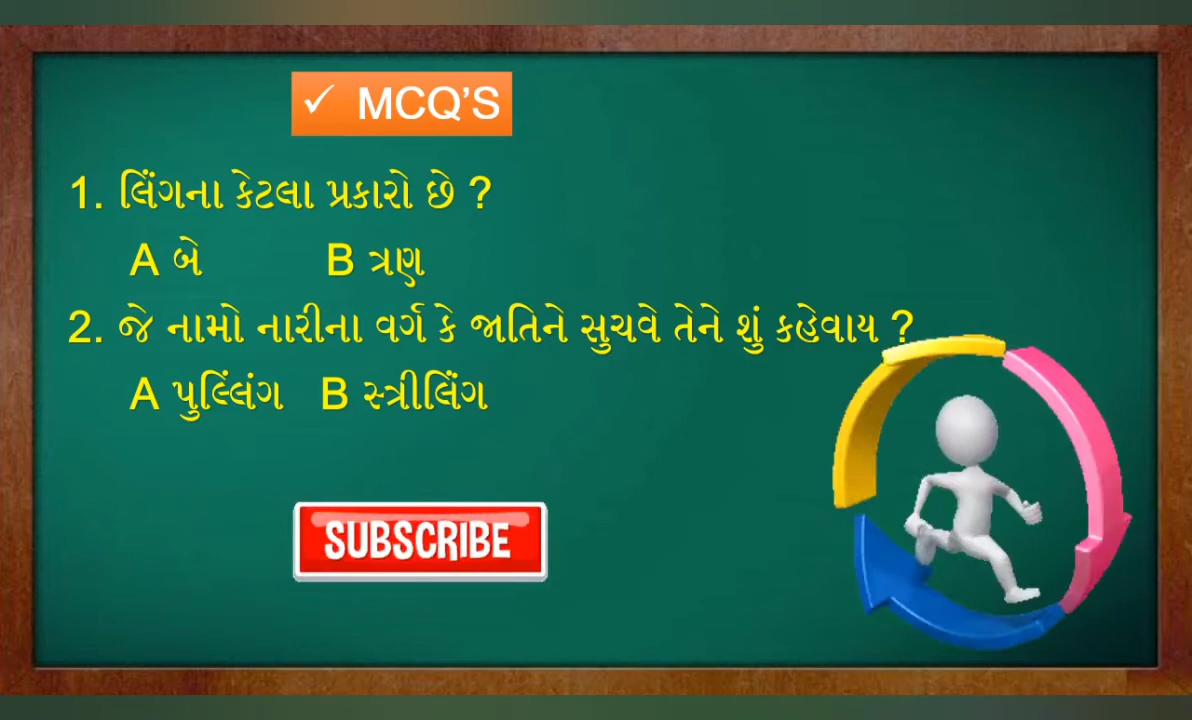 ✓ MCQ'S
1. લિંગના કેટલા પ્રકારો છે ?
A બે B ત્રણ
2. જે નામો નારીના વર્ગ કે જાતિને સુચવે તેને શું કહેવાય ?
A પુલ્લિંગ B સ્ત્રીલિંગ
SUBSCRIBE